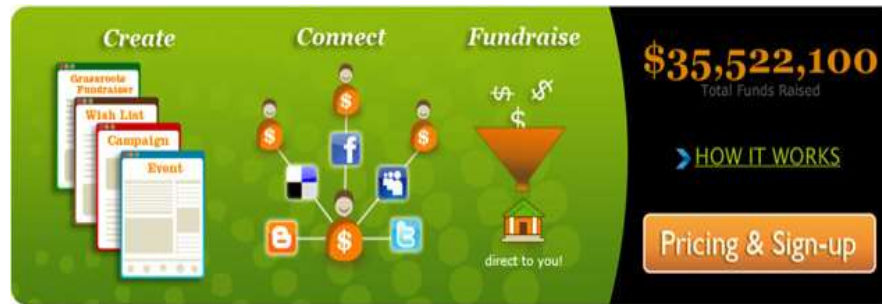 Create
Connect
Fundraise
Grassroots
Fundraiser
Wish List
Campaign
Event
$
$
$
$
$ $
$
direct to you!
$35,522,100
Total Funds Raised
HOW IT WORKS
Pricing & Sign-up